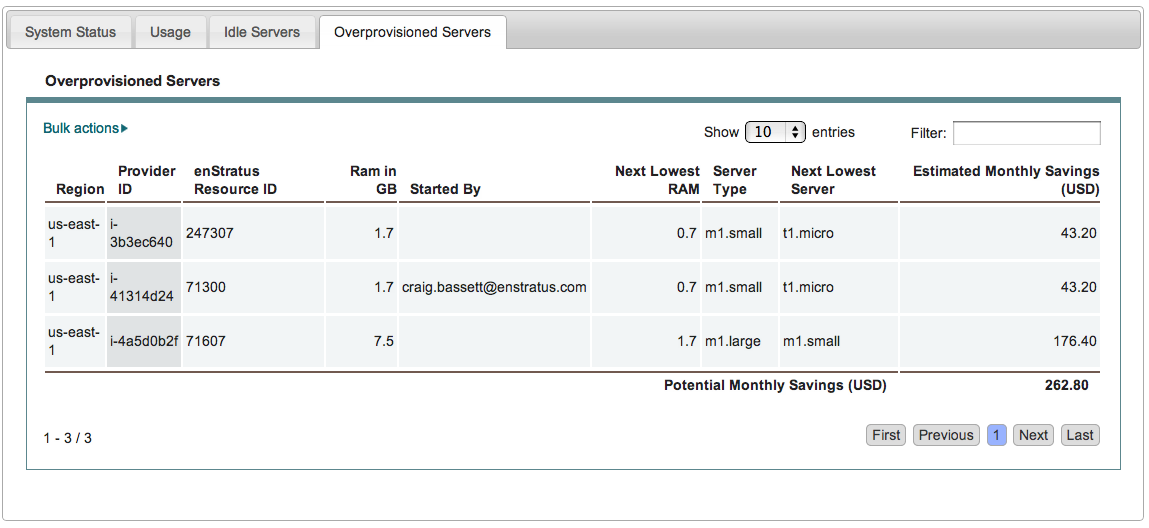 System Status Usage Idle Servers Overprovisioned Servers
Overprovisioned Servers
Bulk actions Show 10 entries Filter:
Provider enStratus Ram in Next Lowest Server Next Lowest Estimated Monthly Savings
Region ID Resource ID GB Started By RAM Type Server (USD)
us-east- i-
1 3b3ec640 247307 1.7 0.7 m1.small t1.micro 43.20
us-east- i-
1 41314d24 71300 1.7 craig.bassett@enstratus.com 0.7 m1.small t1.micro 43.20
us-east-
1 i-4a5d0b2f 71607 7.5 1.7 m1.large m1.small 176.40
Potential Monthly Savings (USD) 262.80
1 - 3 / 3 First Previous 1 Next Last